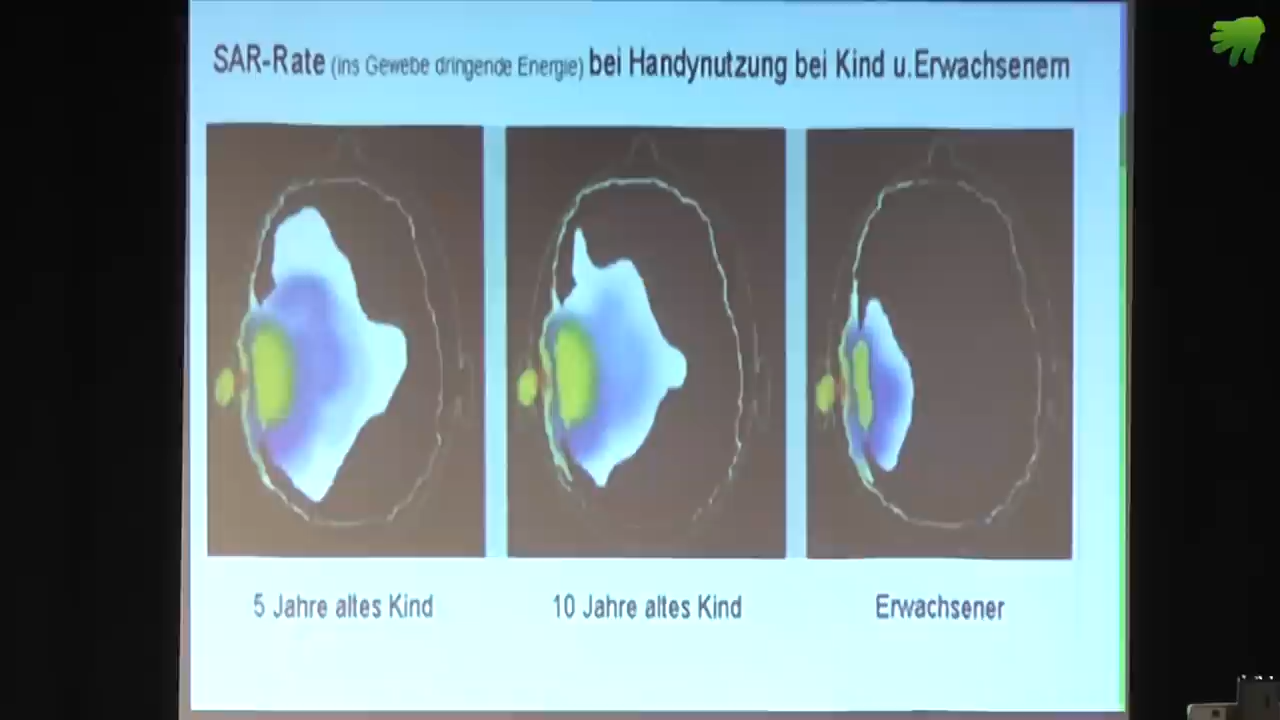 SAR-Rate (ins Gewebe dringende Energie) bei Handynutzung bei Kind u.Erwachsenem
5 Jahre altes Kind
10 Jahre altes Kind
Erwachsener